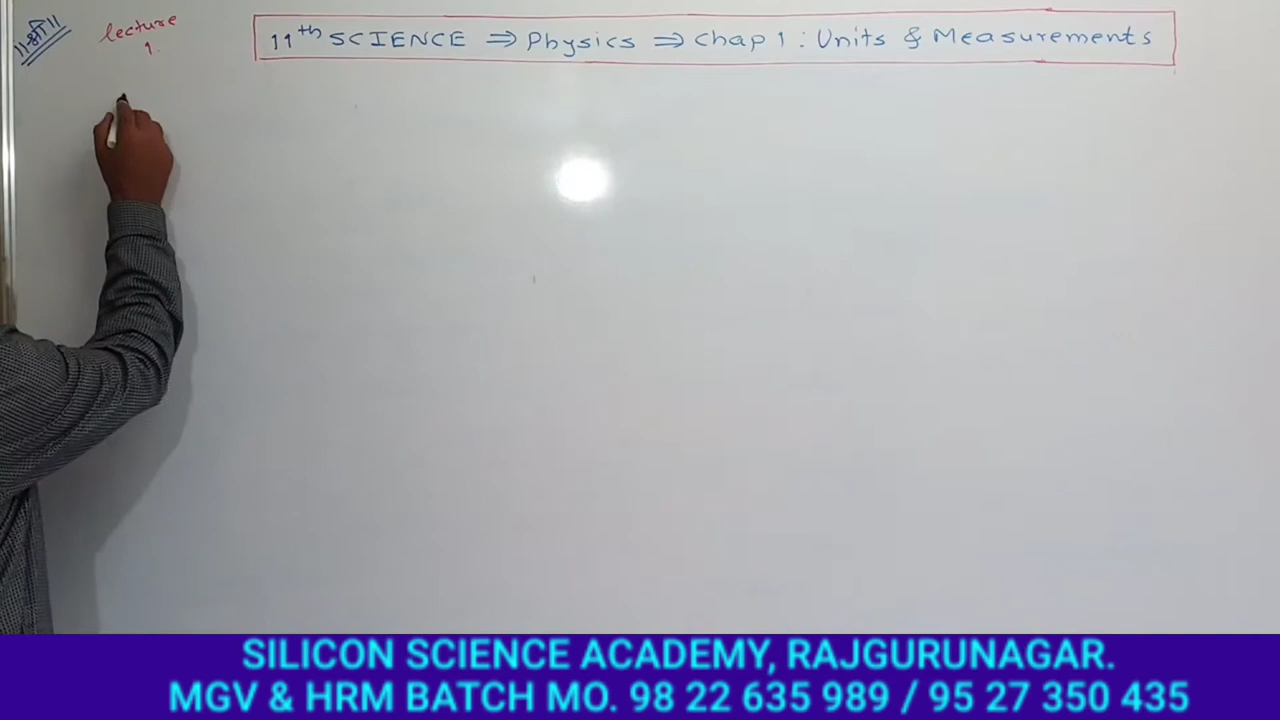 ॥श्री॥
lecture
1.
11th SCIENCE ⇒ Physics ⇒ Chap 1 : Units & Measurements
SILICON SCIENCE ACADEMY, RAJGURUNAGAR.
MGV & HRM BATCH MO. 98 22 635 989 / 95 27 350 435